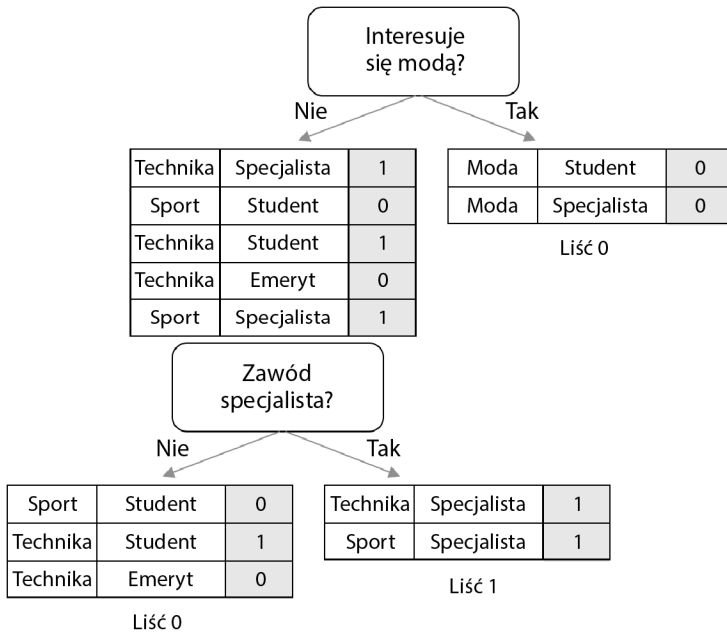 Interesuje
się modą?
Nie Tak
Technika Specjalista 1
Sport Student 0
Technika Student 1
Technika Emeryt 0
Sport Specjalista 1
Moda Student 0
Moda Specjalista 0
Liść 0
Zawód
specjalista?
Nie Tak
Sport Student 0
Technika Student 1
Technika Emeryt 0
Liść 0
Technika Specjalista 1
Sport Specjalista 1
Liść 1